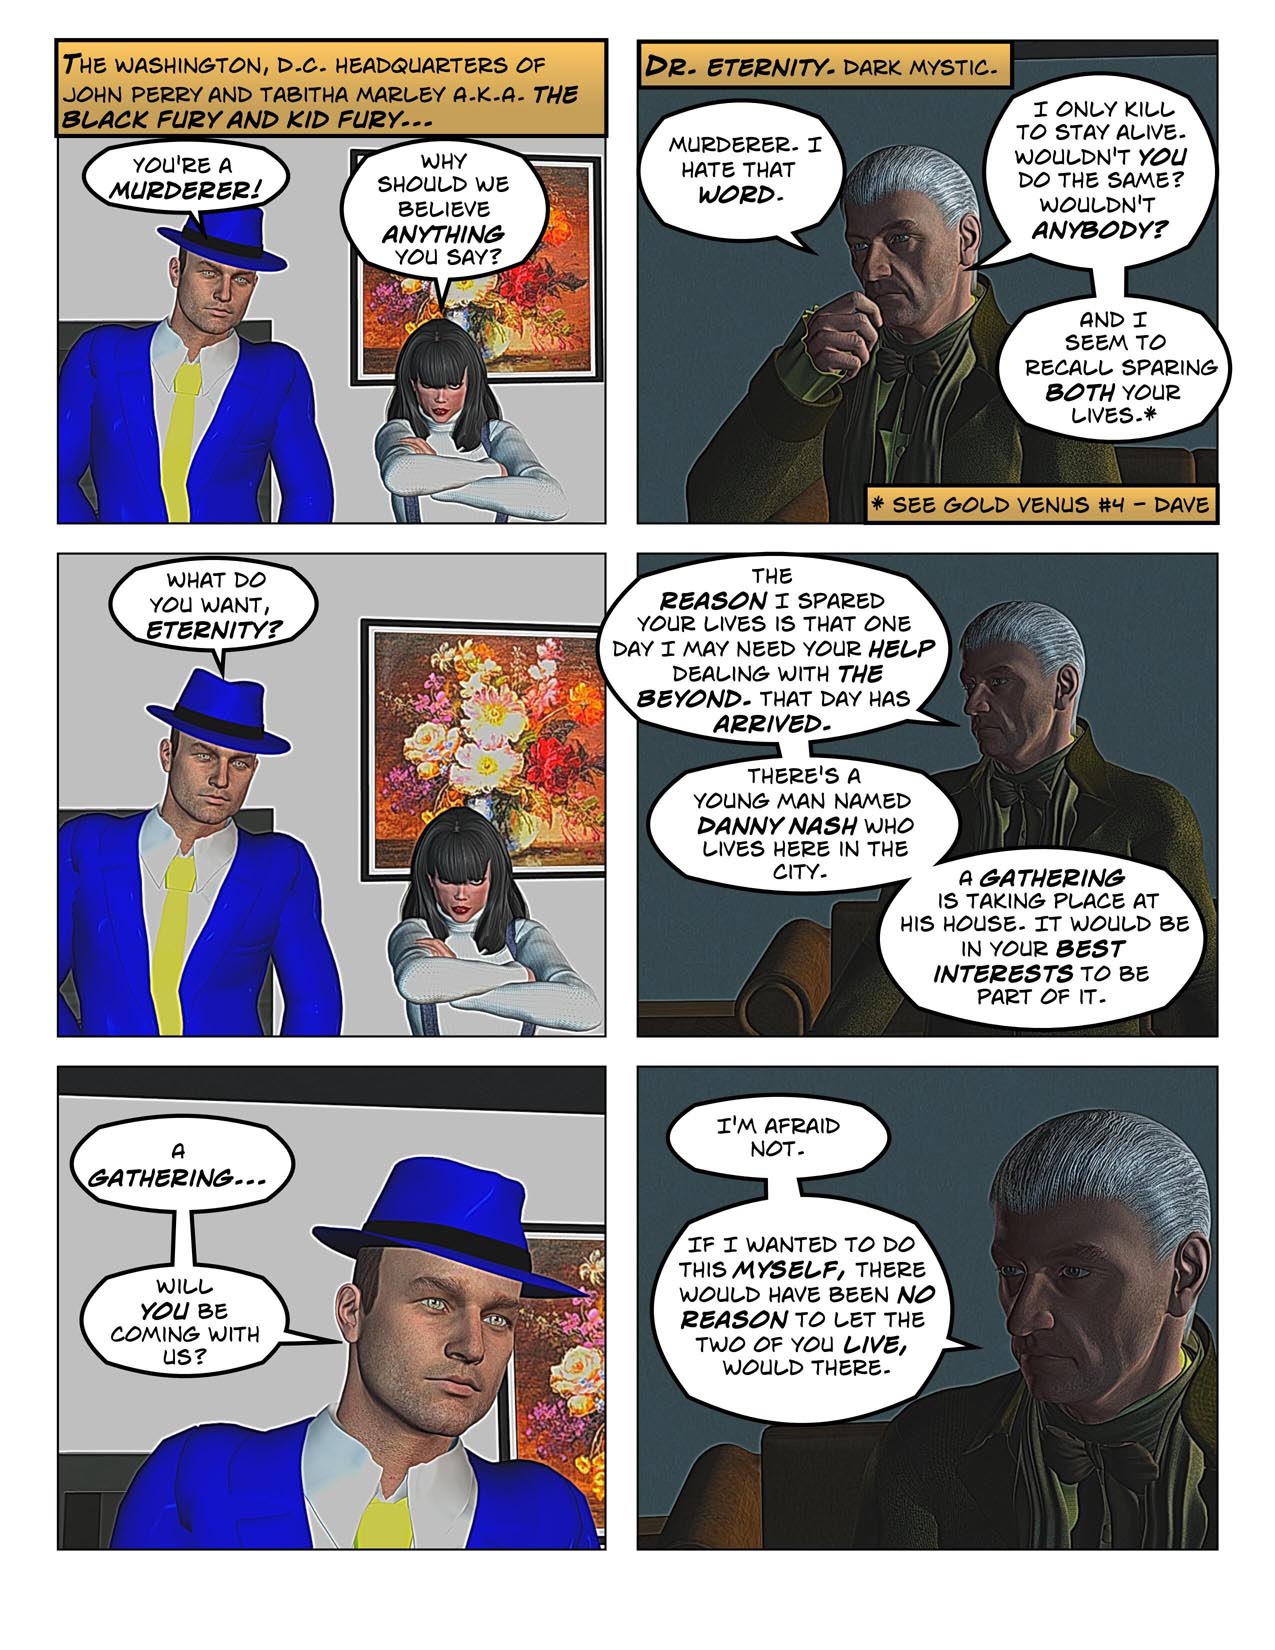 THE WASHINGTON, D.C. HEADQUARTERS OF
JOHN PERRY AND TABITHA MARLEY A.K.A. THE
BLACK FURY AND KID FURY...
YOU'RE A
MURDERER!
WHY
SHOULD WE
BELIEVE
ANYTHING
YOU SAY?
DR. ETERNITY. DARK MYSTIC.
MURDERER. I
HATE THAT
WORD.
I ONLY KILL
TO STAY ALIVE.
WOULDN'T YOU
DO THE SAME?
WOULDN'T
ANYBODY?
AND I
SEEM TO
RECALL SPARING
BOTH YOUR
LIVES.*
* SEE GOLD VENUS #4 - DAVE
WHAT DO
YOU WANT,
ETERNITY?
THE
REASON I SPARED
YOUR LIVES IS THAT ONE
DAY I MAY NEED YOUR HELP
DEALING WITH THE
BEYOND. THAT DAY HAS
ARRIVED.
THERE'S A
YOUNG MAN NAMED
DANNY NASH WHO
LIVES HERE IN THE
CITY.
A GATHERING
IS TAKING PLACE AT
HIS HOUSE. IT WOULD BE
IN YOUR BEST
INTERESTS TO BE
PART OF IT.
A
GATHERING...
WILL
YOU BE
COMING WITH
US?
I'M AFRAID
NOT.
IF I WANTED TO DO
THIS MYSELF, THERE
WOULD HAVE BEEN NO
REASON TO LET THE
TWO OF YOU LIVE,
WOULD THERE.